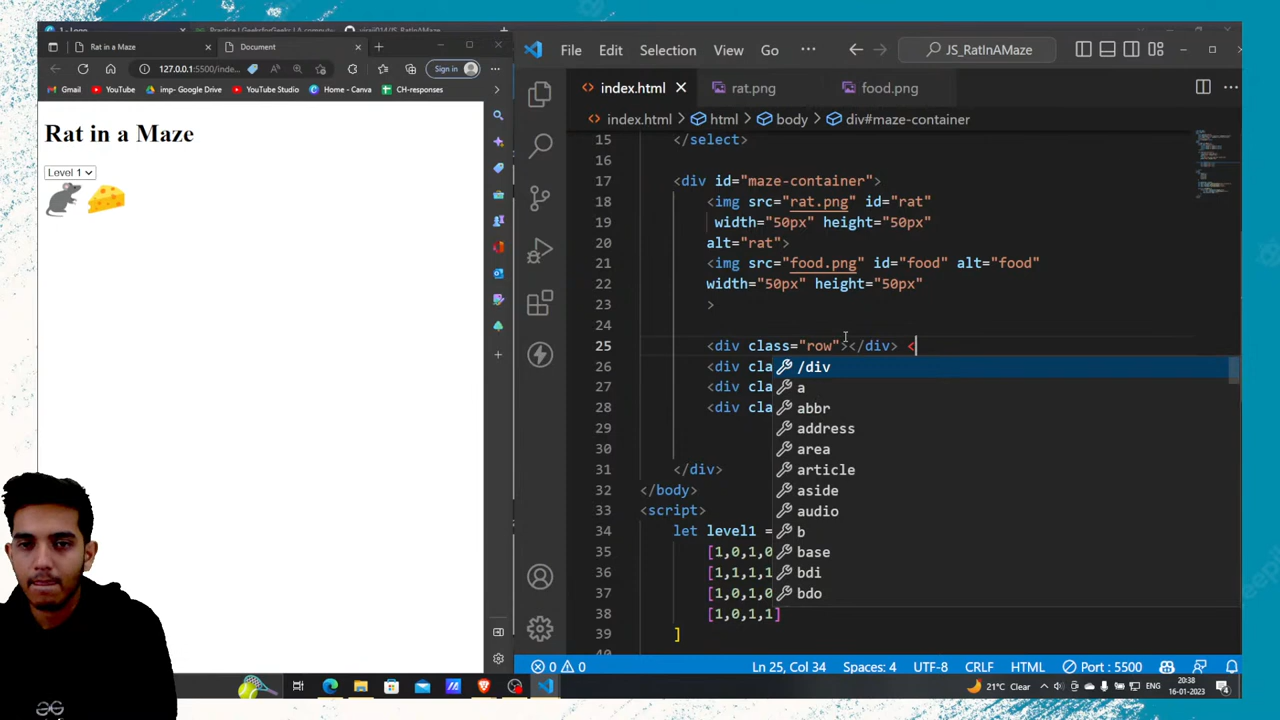 1 - Logo
Practice | GeeksforGeeks | A compute
Rat in a Maze
Document
127.0.0.1:5500/inde...
Sign in
Gmail
YouTube
imp- Google Drive
YouTube Studio
Home - Canva
CH-responses
Rat in a Maze
Level 1
File Edit Selection View Go ...
JS_RatInAMaze
index.html
rat.png
food.png
index.html > html > body > div#maze-container
15 </select>
16
17 <div id="maze-container">
18 <img src="rat.png" id="rat"
19 width="50px" height="50px"
20 alt="rat">
21 <img src="food.png" id="food" alt="food"
22 width="50px" height="50px"
23 >
24
25 <div class="row"></div> <
26 <div cla
27 <div cla
28 <div cla
29
30
31 </div>
32 </body>
33 <script>
34 let level1 =
35 [1,0,1,0
36 [1,1,1,1
37 [1,0,1,0
38 [1,0,1,1]
39 ]
/div
a
abbr
address
area
article
aside
audio
b
base
bdi
bdo
0 0
Ln 25, Col 34
Spaces: 4
UTF-8
CRLF
HTML
Port : 5500
21°C Clear
ENG
20:38
16-01-2023